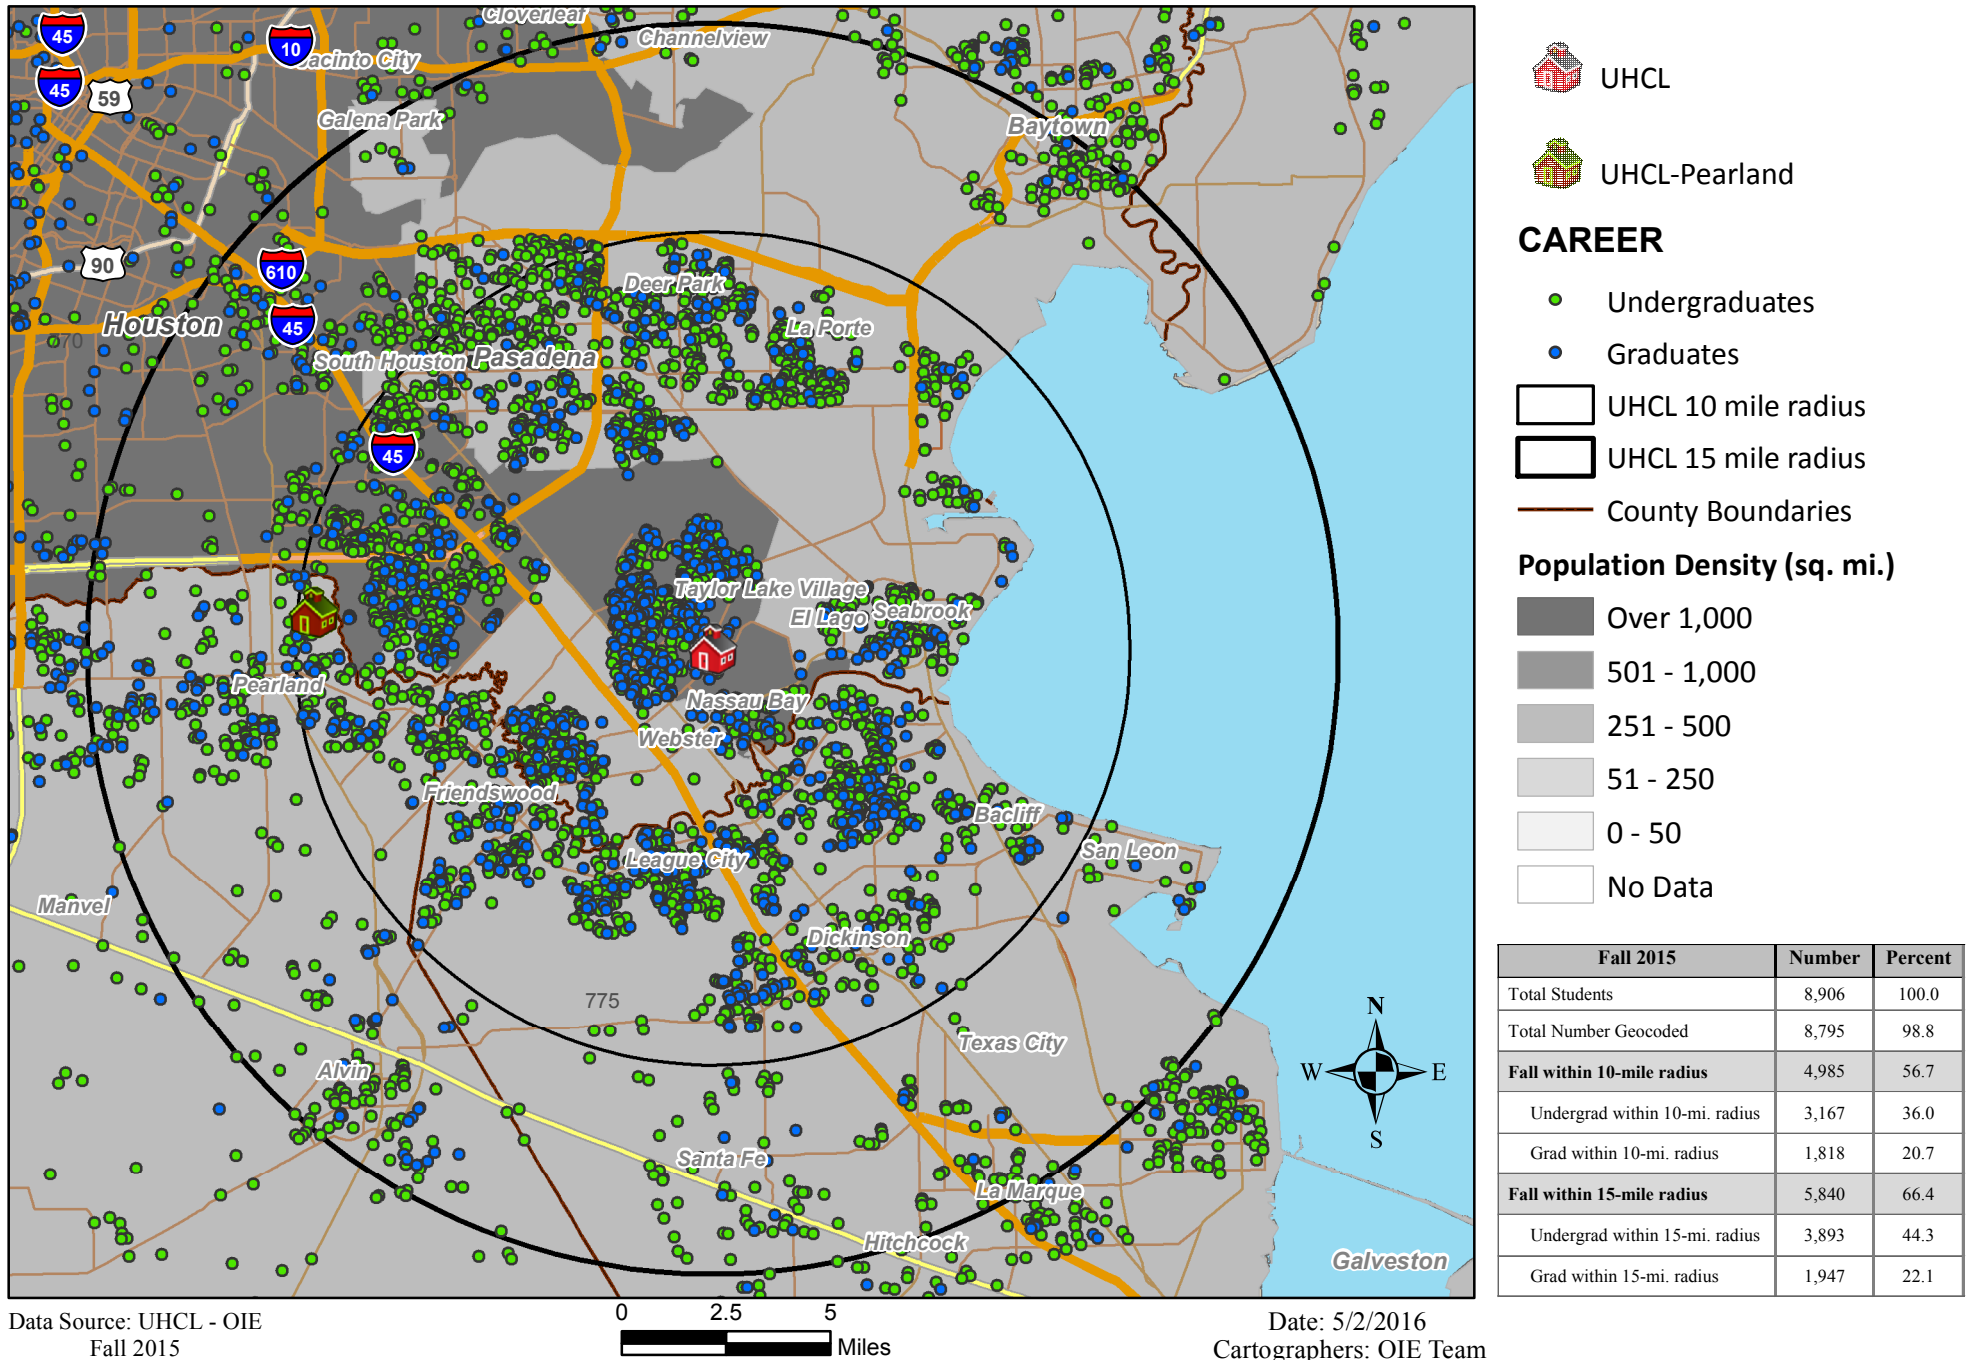 Cloverleaf
Channelview
45
10
Jacinto City
45
59
Galena Park
Baytown
90
610
Deer Park
Houston
45
La Porte
South Houston
Pasadena
45
Taylor Lake Village
El Lago
Seabrook
Pearland
Nassau Bay
Webster
Friendswood
Bacliff
League City
San Leon
Manvel
Dickinson
775
Texas City
Alvin
Santa Fe
La Marque
Hitchcock
Galveston
N
W
E
S
UHCL
UHCL-Pearland
CAREER
Undergraduates
Graduates
UHCL 10 mile radius
UHCL 15 mile radius
County Boundaries
Population Density (sq. mi.)
Over 1,000
501 - 1,000
251 - 500
51 - 250
0 - 50
No Data
Fall 2015 Number Percent
Total Students 8,906 100.0
Total Number Geocoded 8,795 98.8
Fall within 10-mile radius 4,985 56.7
Undergrad within 10-mi. radius 3,167 36.0
Grad within 10-mi. radius 1,818 20.7
Fall within 15-mile radius 5,840 66.4
Undergrad within 15-mi. radius 3,893 44.3
Grad within 15-mi. radius 1,947 22.1
Data Source: UHCL - OIE
Fall 2015
0 2.5 5
Miles
Date: 5/2/2016
Cartographers: OIE Team